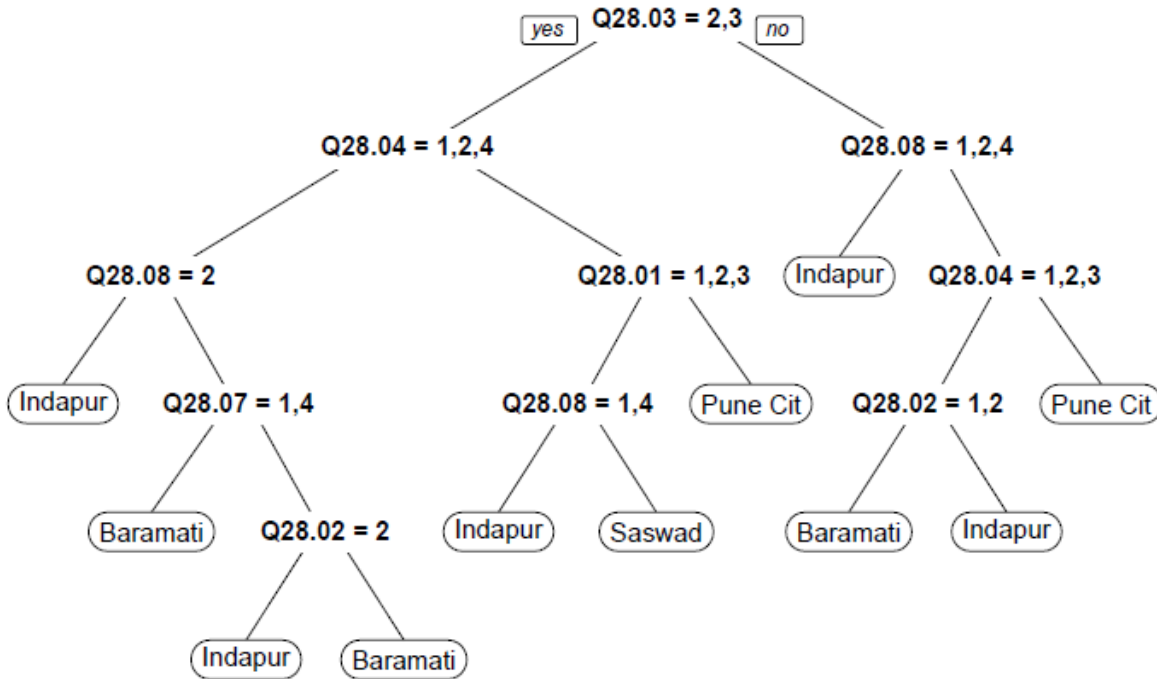 Q28.03 = 2,3
yes
no
Q28.04 = 1,2,4
Q28.08 = 1,2,4
Q28.08 = 2
Q28.01 = 1,2,3
Indapur
Q28.04 = 1,2,3
Indapur
Q28.07 = 1,4
Q28.08 = 1,4
Pune Cit
Q28.02 = 1,2
Pune Cit
Baramati
Q28.02 = 2
Indapur
Saswad
Baramati
Indapur
Indapur
Baramati